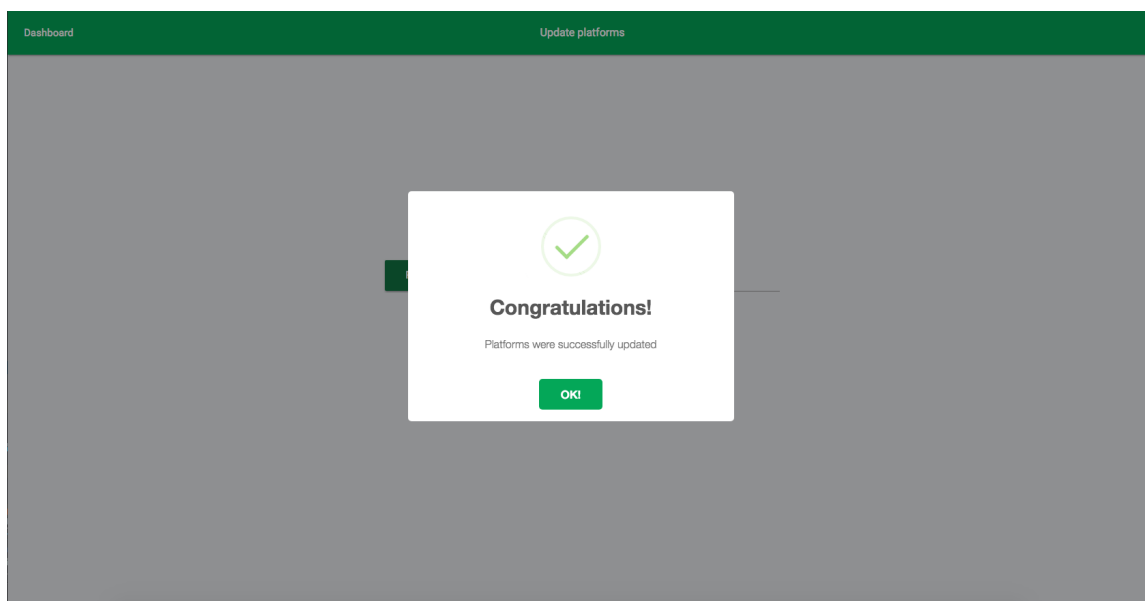 Dashboard
Update platforms
Congratulations!
Platforms were successfully updated
OK!